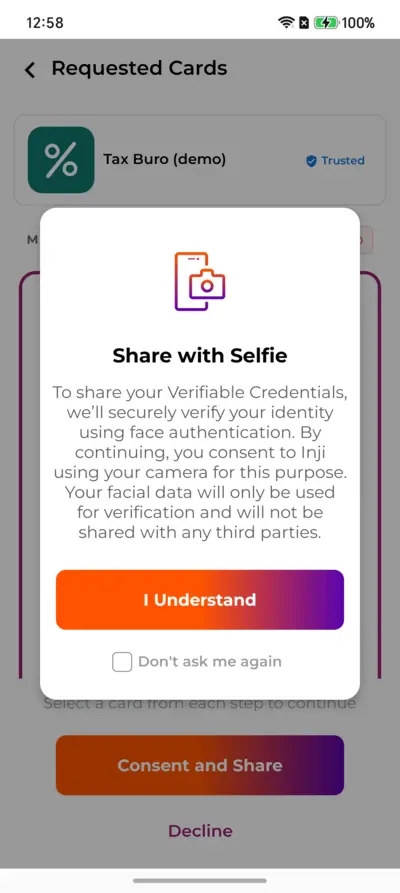 12:58
100%
Requested Cards
Tax Buro (demo)
Trusted
Share with Selfie
To share your Verifiable Credentials,
we'll securely verify your identity
using face authentication. By
continuing, you consent to Inji
using your camera for this purpose.
Your facial data will only be used
for verification and will not be
shared with any third parties.
I Understand
Don't ask me again
Select a card from each step to continue
Consent and Share
Decline